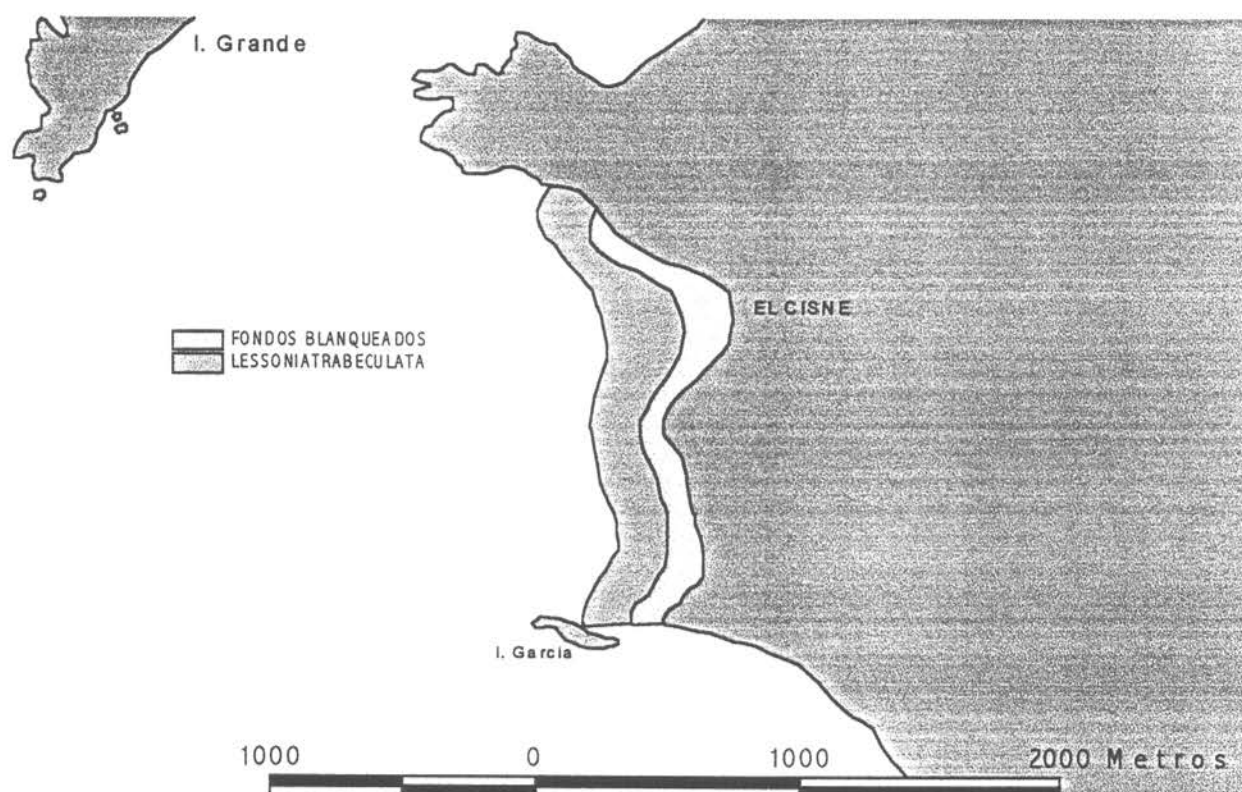 I. Grande
EL CISNE
FONDOS BLANQUEADOS
LESSONIATRABECULATA
I. Garcia
1000 0 1000 2000 Metros